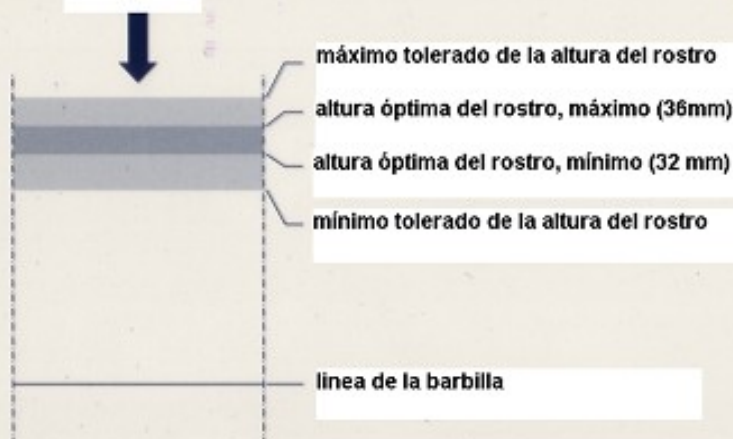 máximo tolerado de la altura del rostro
altura óptima del rostro, máximo (36mm)
altura óptima del rostro, mínimo (32 mm)
mínimo tolerado de la altura del rostro
linea de la barbilla